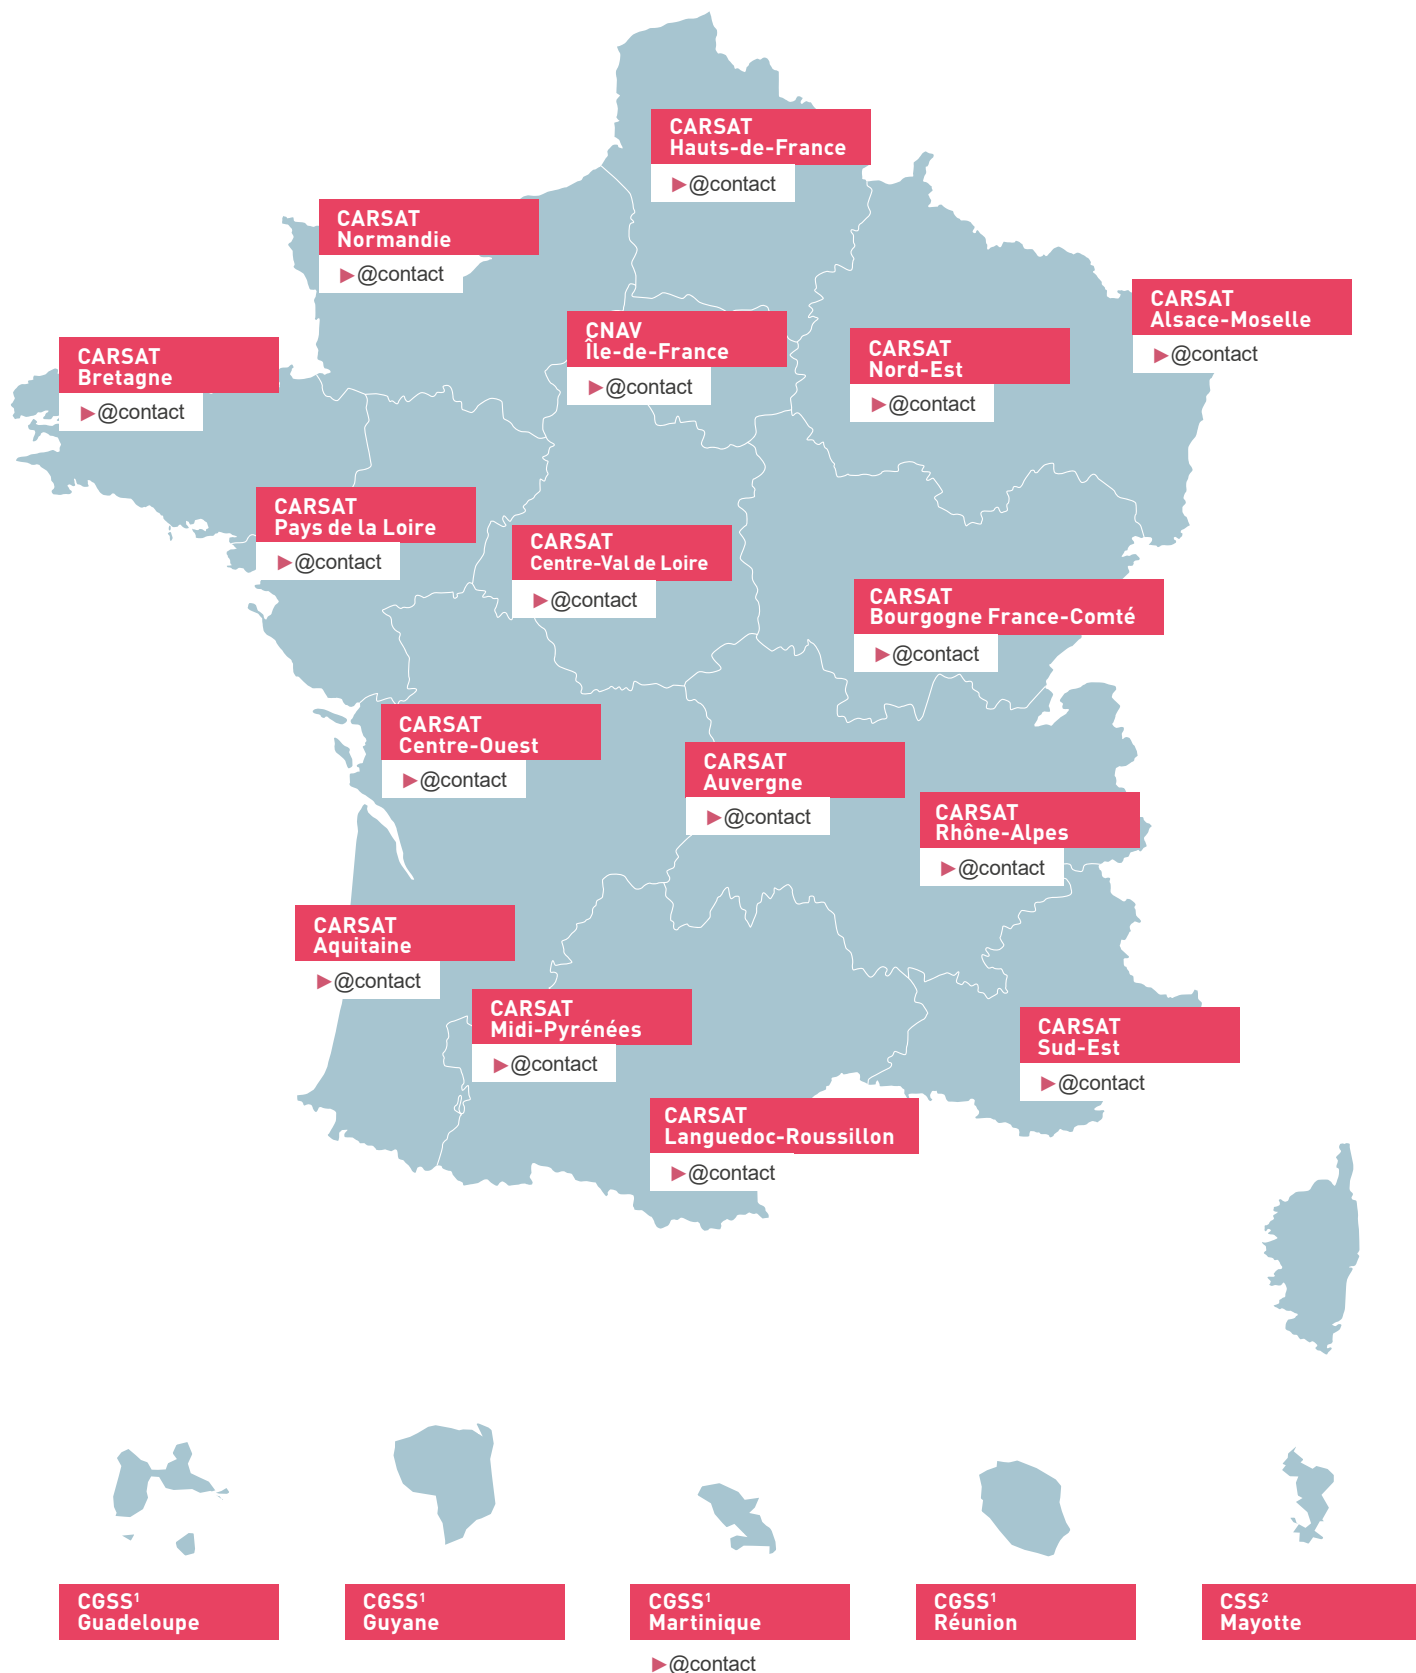 CARSAT
Hauts-de-France
▶@contact
CARSAT
Normandie
▶@contact
CARSAT
Alsace-Moselle
▶@contact
CNAV
Île-de-France
▶@contact
CARSAT
Nord-Est
▶@contact
CARSAT
Bretagne
▶@contact
CARSAT
Pays de la Loire
▶@contact
CARSAT
Centre-Val de Loire
▶@contact
CARSAT
Bourgogne France-Comté
▶@contact
CARSAT
Centre-Ouest
▶@contact
CARSAT
Auvergne
▶@contact
CARSAT
Rhône-Alpes
▶@contact
CARSAT
Aquitaine
▶@contact
CARSAT
Midi-Pyrénées
▶@contact
CARSAT
Sud-Est
▶@contact
CARSAT
Languedoc-Roussillon
▶@contact
CGSS¹
Guadeloupe
CGSS¹
Guyane
CGSS¹
Martinique
▶@contact
CGSS¹
Réunion
CSS²
Mayotte